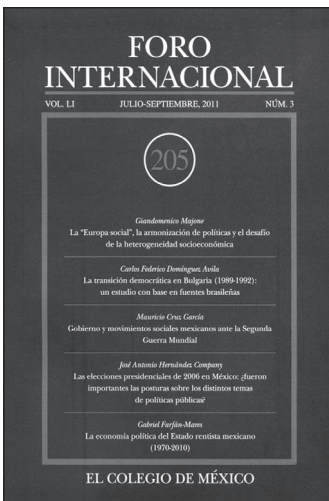 FORO
INTERNACIONAL
VOL. LI JULIO-SEPTIEMBRE, 2011 NÚM. 3
205
Giandomenico Majone
La “Europa social”, la armonización de políticas y el desafío
de la heterogeneidad socioeconómica
Carlos Federico Domínguez Avila
La transición democrática en Bulgaria (1989-1992):
un estudio con base en fuentes brasileñas
Mauricio Cruz García
Gobierno y movimientos sociales mexicanos ante la Segunda
Guerra Mundial
José Antonio Hernández Company
Las elecciones presidenciales de 2006 en México: ¿fueron
importantes las posturas sobre los distintos temas
de políticas públicas?
Gabriel Farfán-Mares
La economía política del Estado rentista mexicano
(1970-2010)
EL COLEGIO DE MÉXICO